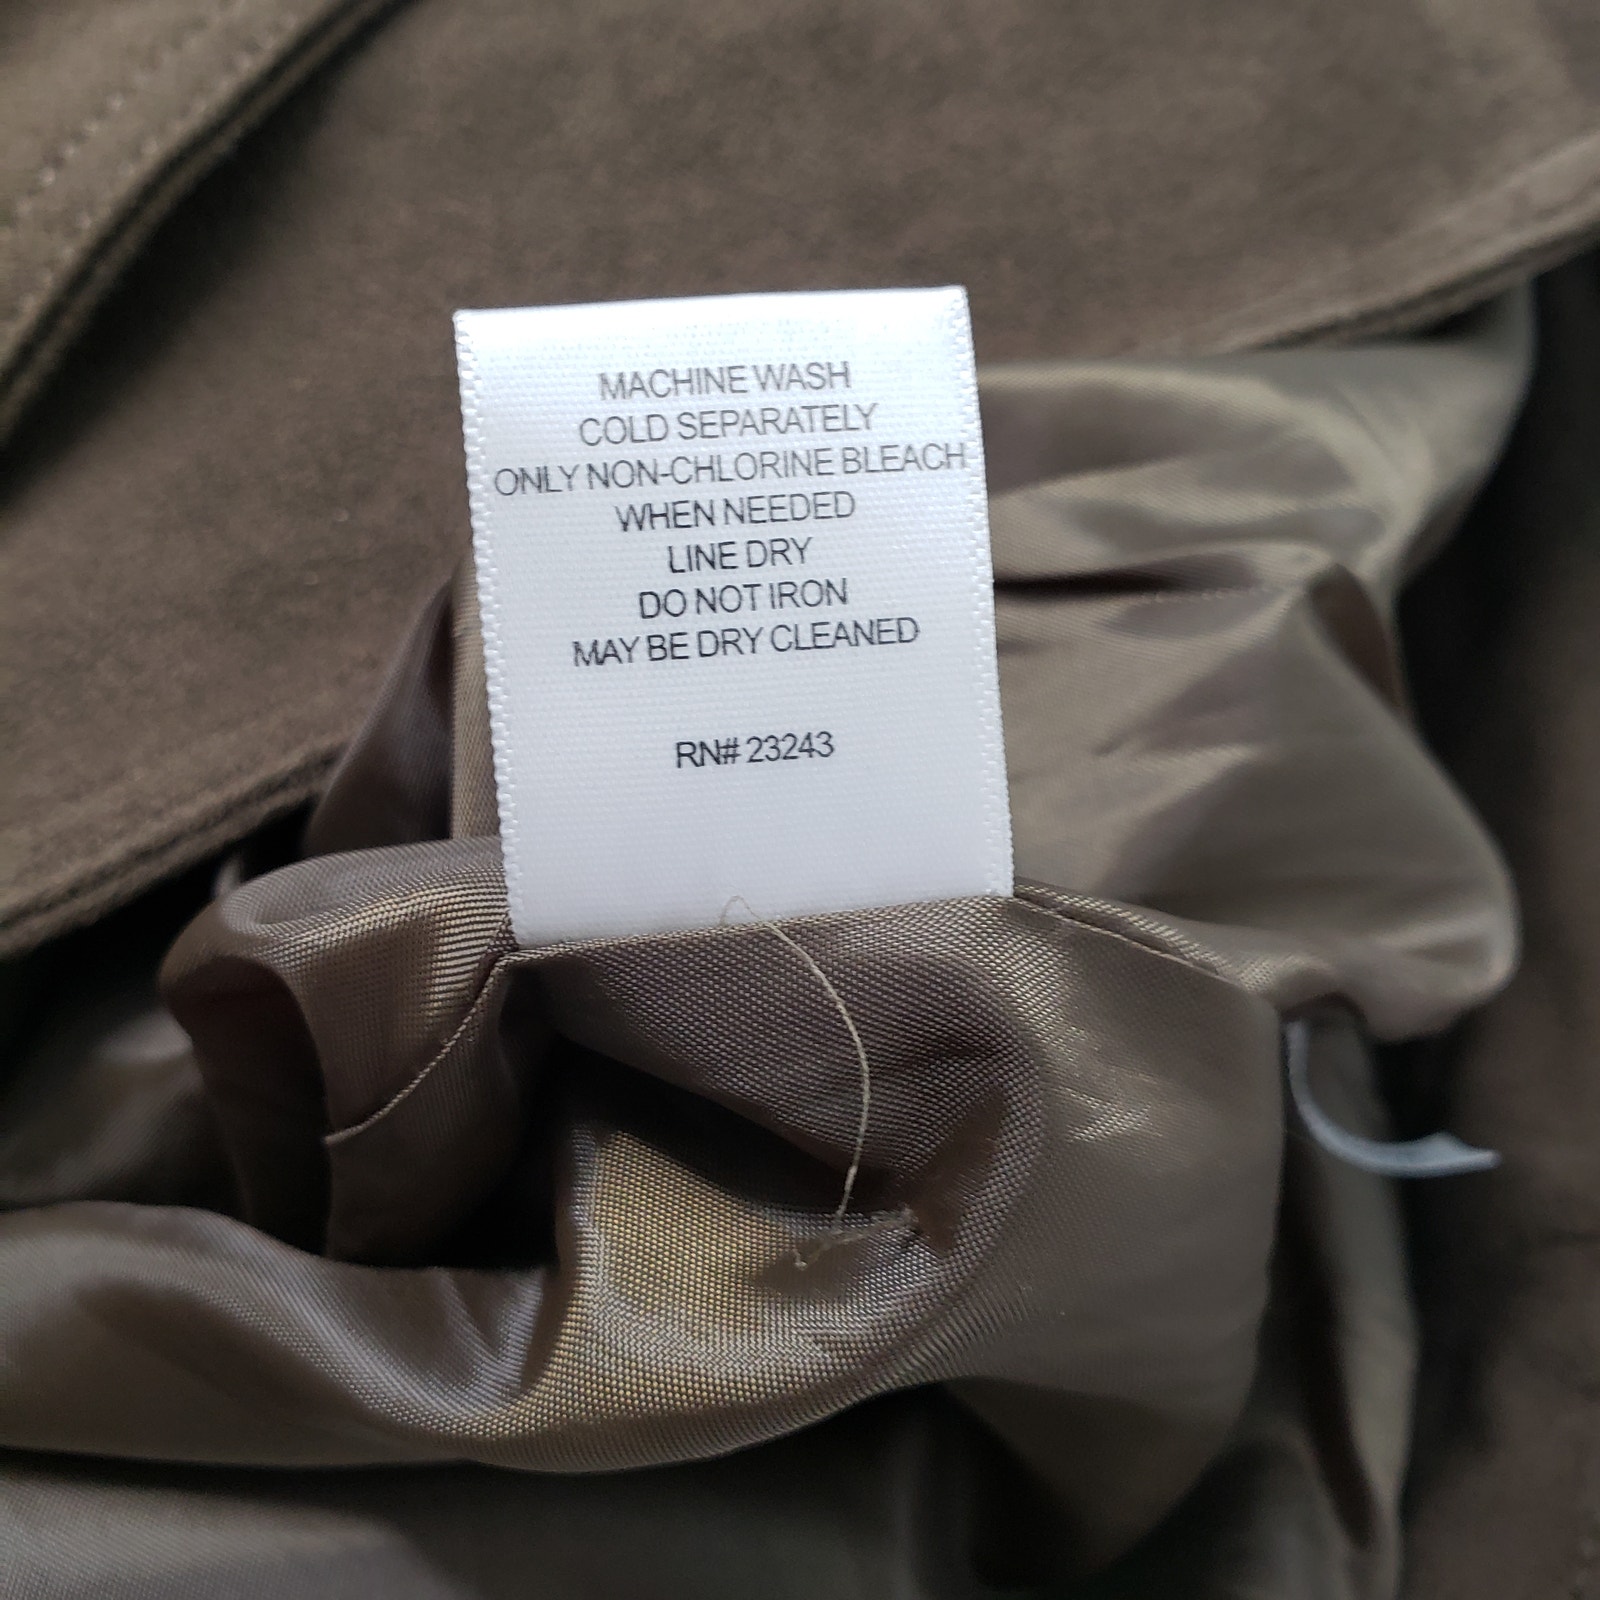 MACHINE WASH
COLD SEPARATELY
ONLY NON-CHLORINE BLEACH
WHEN NEEDED
LINE DRY
DO NOT IRON
MAY BE DRY CLEANED
RN# 23243